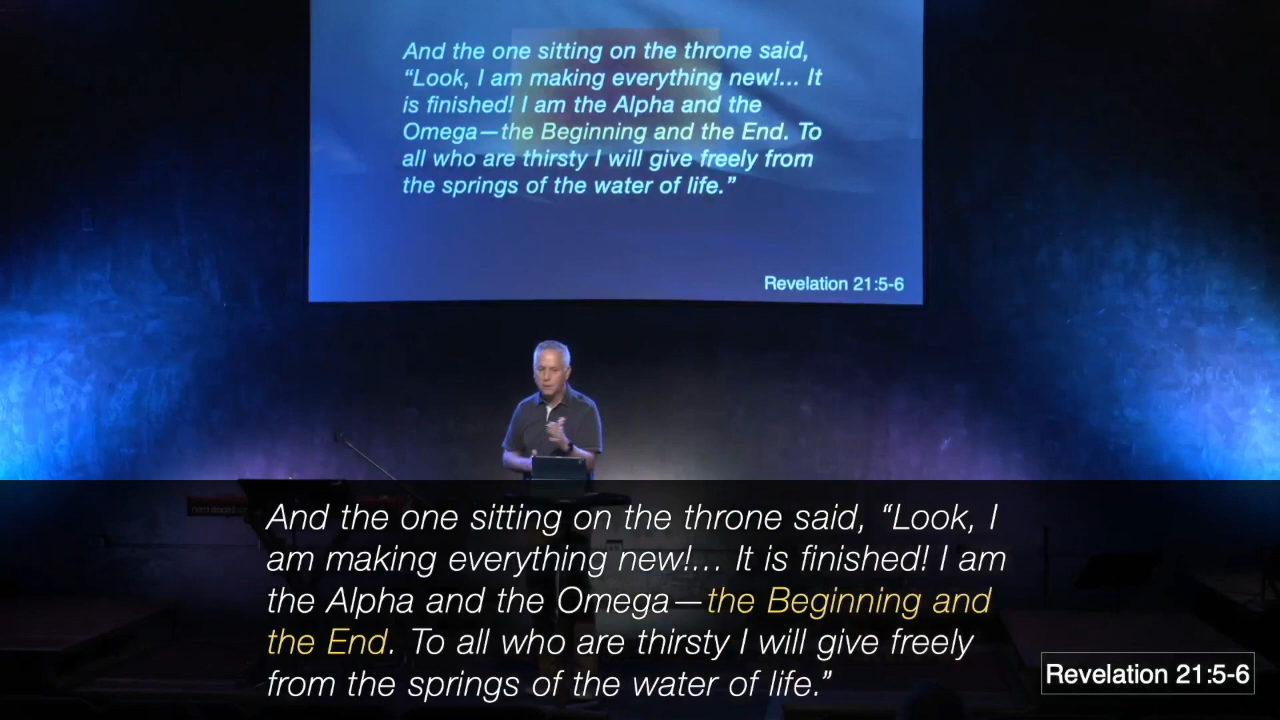 And the one sitting on the throne said,
“Look, I am making everything new!... It
is finished! I am the Alpha and the
Omega—the Beginning and the End. To
all who are thirsty I will give freely from
the springs of the water of life.”
Revelation 21:5-6
And the one sitting on the throne said, “Look, I
am making everything new!... It is finished! I am
the Alpha and the Omega—the Beginning and
the End. To all who are thirsty I will give freely
from the springs of the water of life.”
Revelation 21:5-6